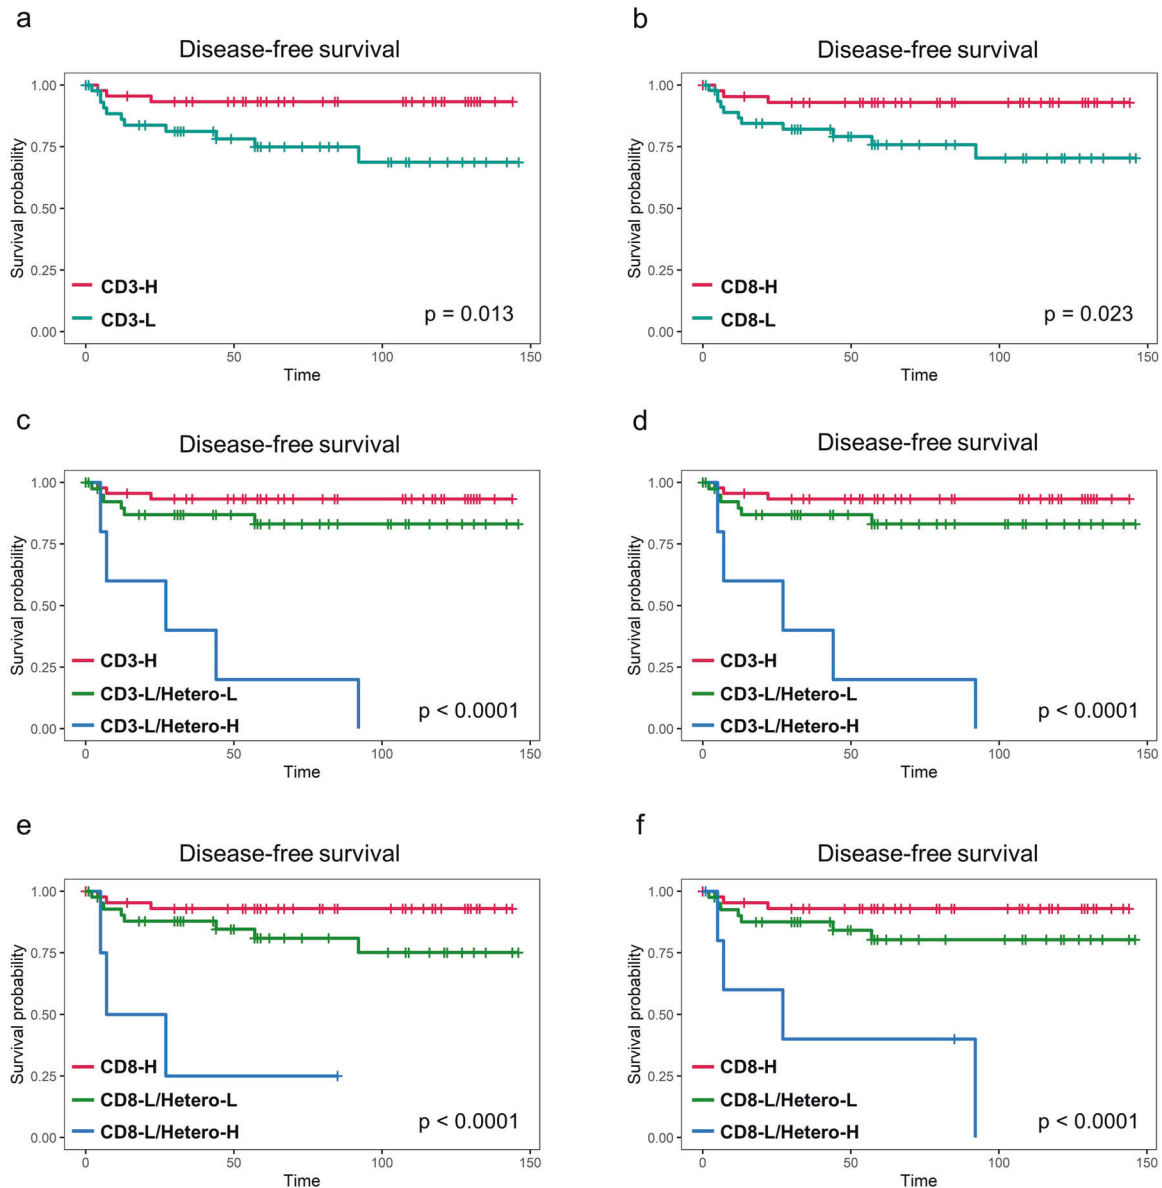 a
Disease-free survival
Survival probability
1.00
0.75
0.50
0.25
0.00
CD3-H
CD3-L
p = 0.013
0 50 100 150
Time
b
Disease-free survival
Survival probability
1.00
0.75
0.50
0.25
0.00
CD8-H
CD8-L
p = 0.023
0 50 100 150
Time
c
Disease-free survival
Survival probability
1.00
0.75
0.50
0.25
0.00
CD3-H
CD3-L/Hetero-L
CD3-L/Hetero-H
p < 0.0001
0 50 100 150
Time
d
Disease-free survival
Survival probability
1.00
0.75
0.50
0.25
0.00
CD3-H
CD3-L/Hetero-L
CD3-L/Hetero-H
p < 0.0001
0 50 100 150
Time
e
Disease-free survival
Survival probability
1.00
0.75
0.50
0.25
0.00
CD8-H
CD8-L/Hetero-L
CD8-L/Hetero-H
p < 0.0001
0 50 100 150
Time
f
Disease-free survival
Survival probability
1.00
0.75
0.50
0.25
0.00
CD8-H
CD8-L/Hetero-L
CD8-L/Hetero-H
p < 0.0001
0 50 100 150
Time